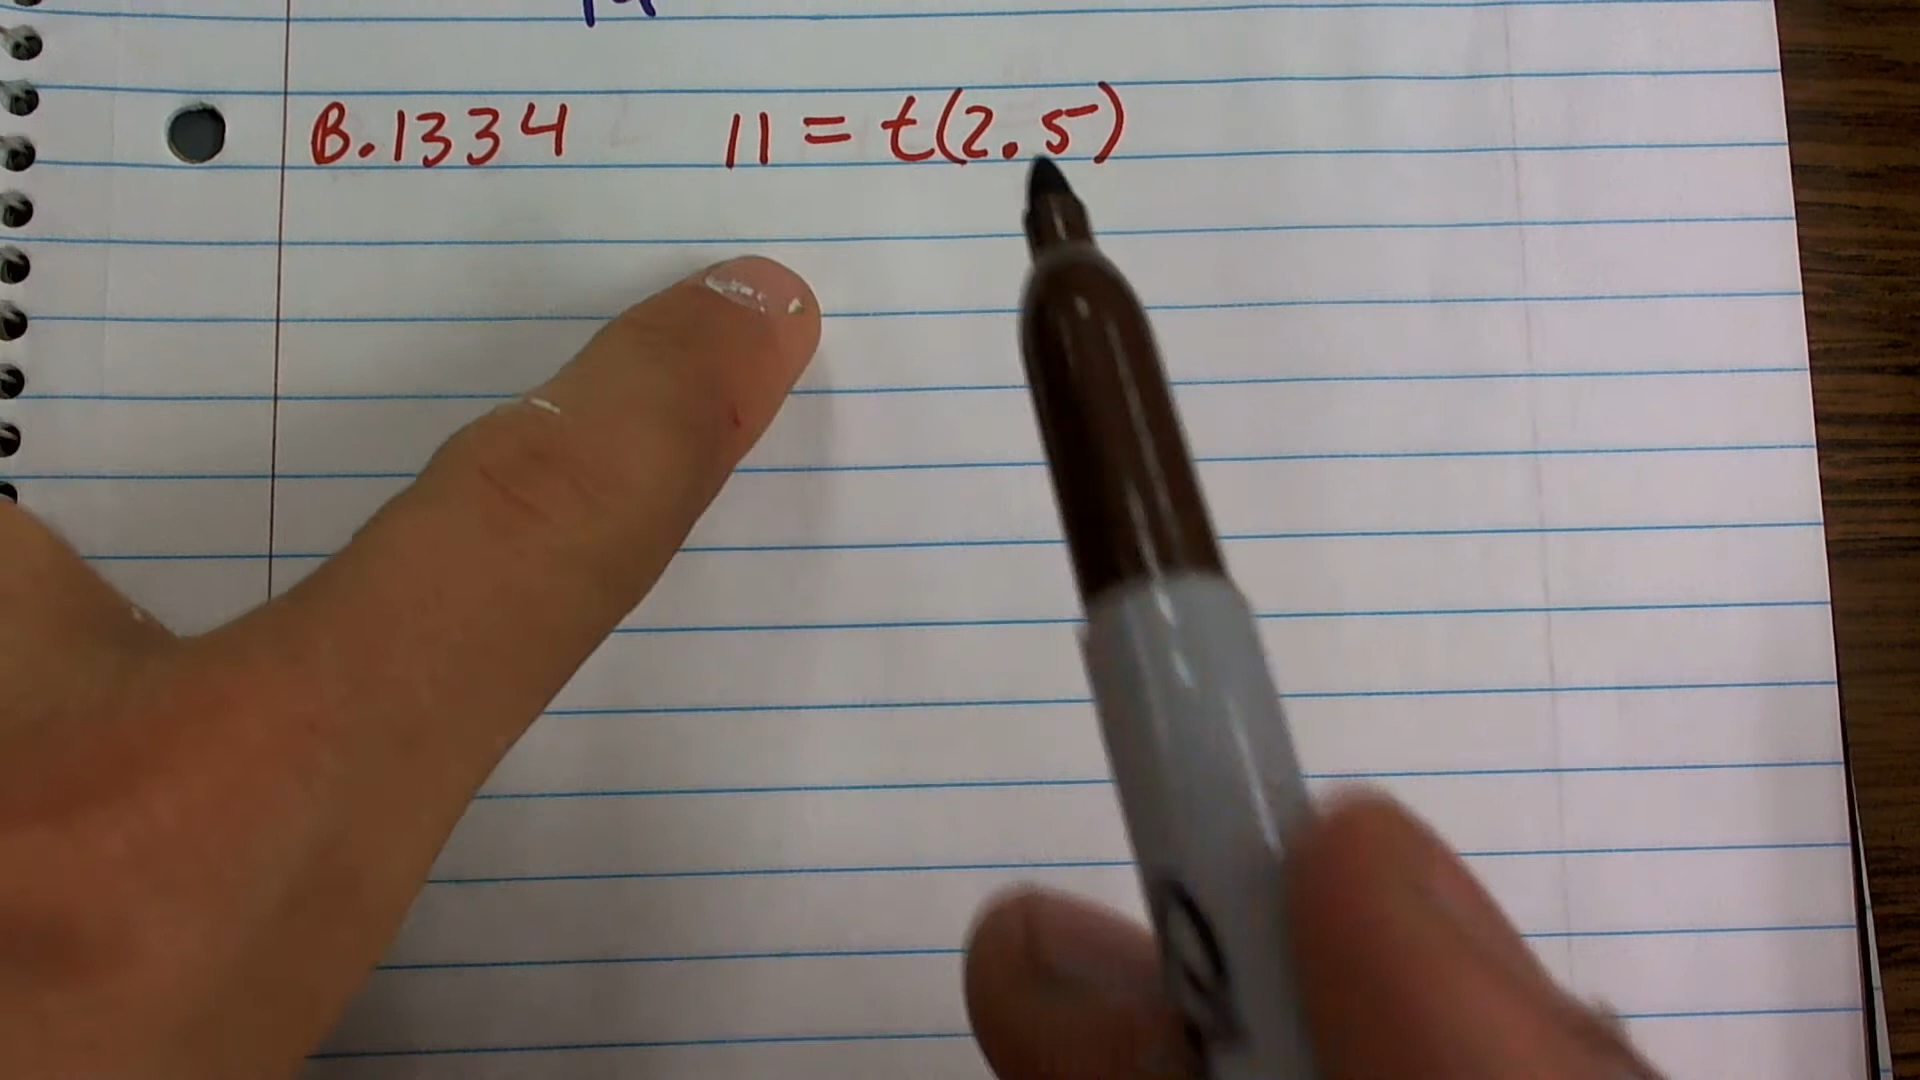 B.1334 11 = t(2.5)